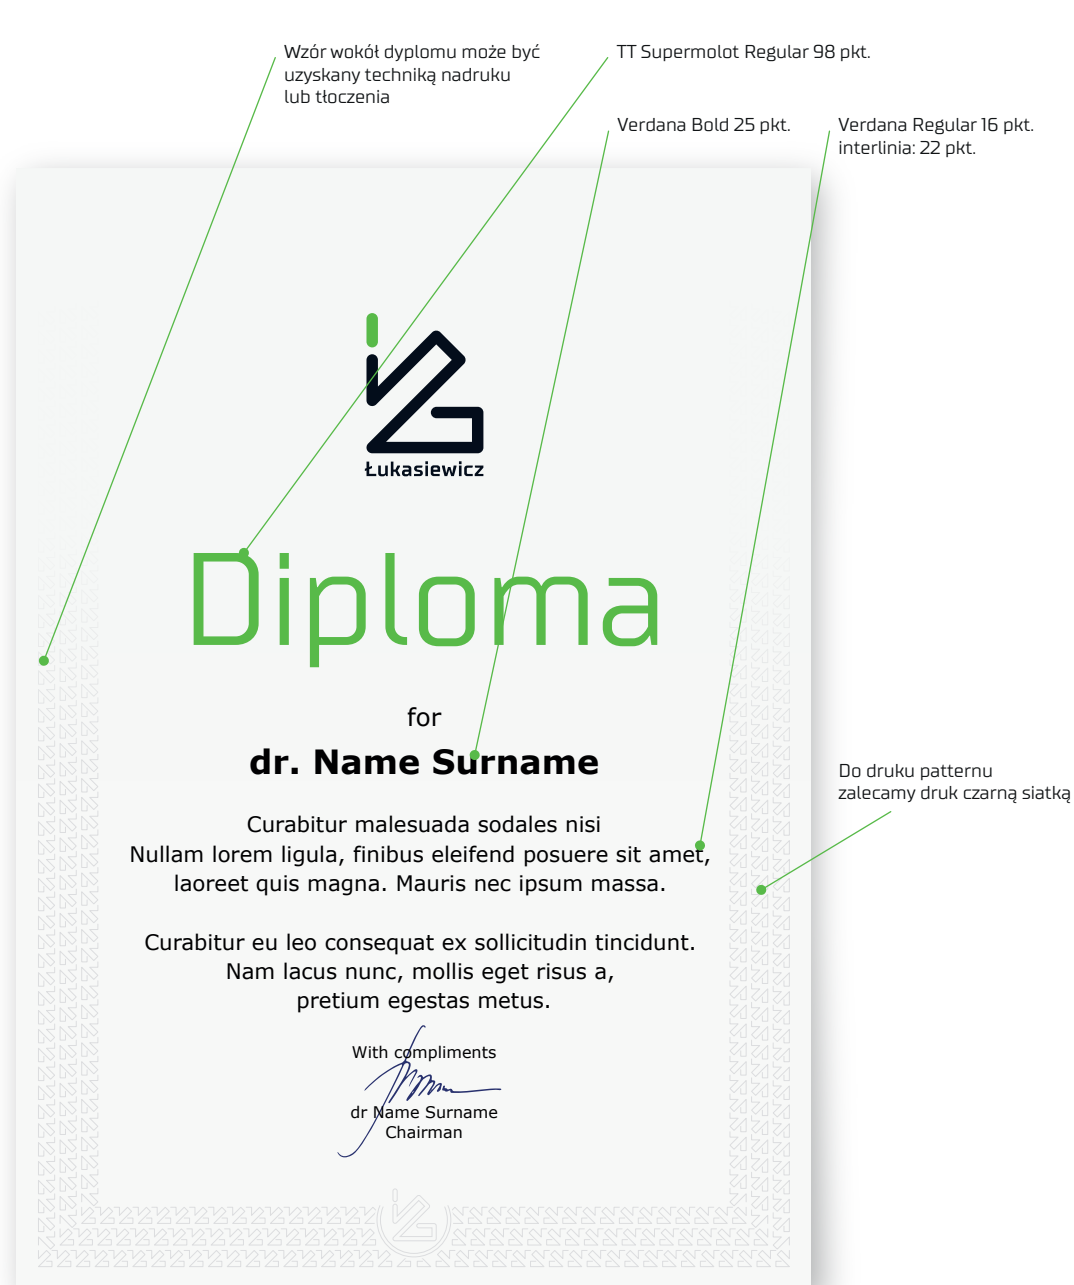 Wzór wokół dyplomu może być
uzyskany techniką nadruku
lub tłoczenia
TT Supermolot Regular 98 pkt.
Verdana Bold 25 pkt.
Verdana Regular 16 pkt.
interlinia: 22 pkt.
Łukasiewicz
Diploma
for
dr. Name Surname
Do druku patternu
zalecamy druk czarną siatką
Curabitur malesuada sodales nisi
Nullam lorem ligula, finibus eleifend posuere sit amet,
laoreet quis magna. Mauris nec ipsum massa.
Curabitur eu leo consequat ex sollicitudin tincidunt.
Nam lacus nunc, mollis eget risus a,
pretium egestas metus.
With compliments
dr Name Surname
Chairman